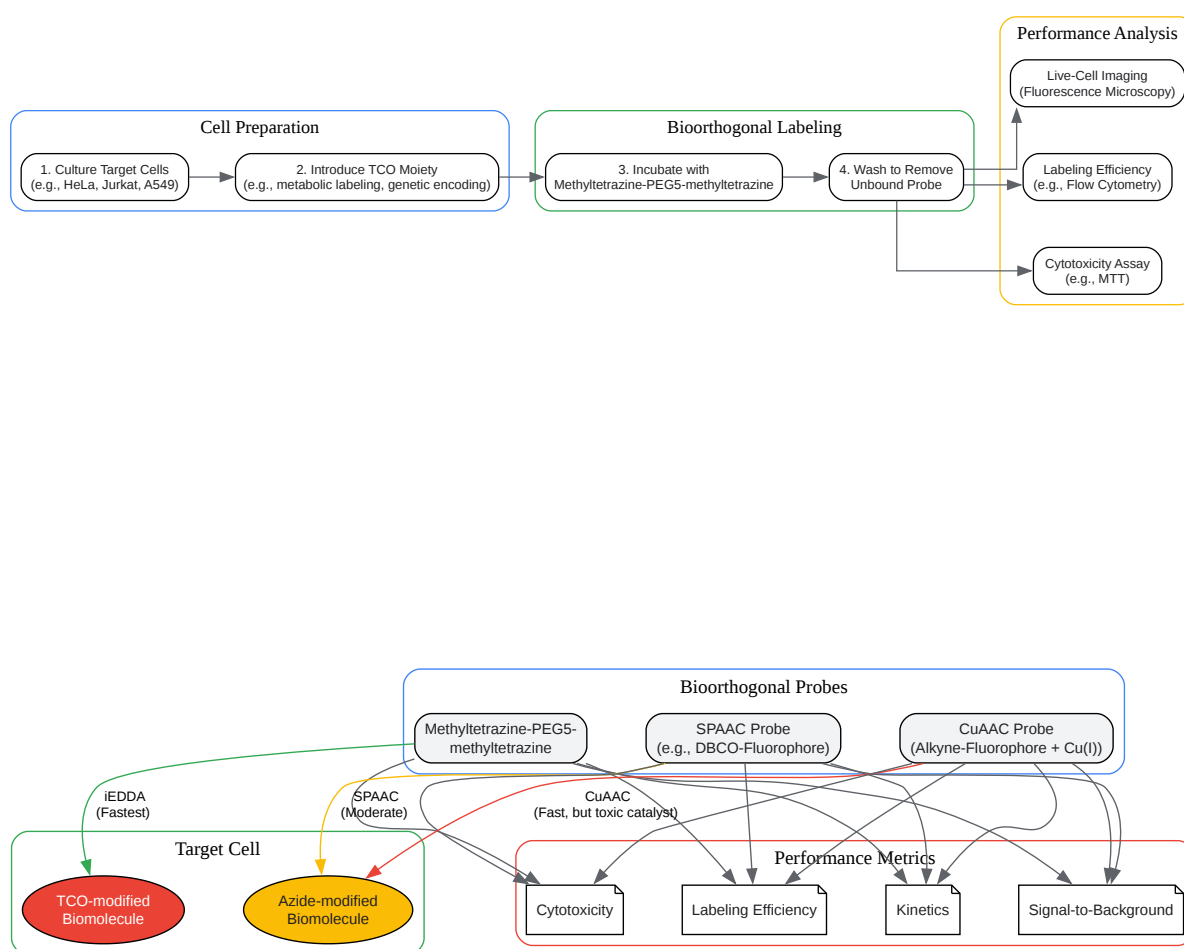 Performance Analysis
Live-Cell Imaging
(Fluorescence Microscopy)
Cell Preparation
Bioorthogonal Labeling
1. Culture Target Cells
(e.g., HeLa, Jurkat, A549)
2. Introduce TCO Moiety
(e.g., metabolic labeling, genetic encoding)
3. Incubate with
Methyltetrazine-PEG5-methyltetrazine
4. Wash to Remove
Unbound Probe
Labeling Efficiency
(e.g., Flow Cytometry)
Cytotoxicity Assay
(e.g., MTT)
Bioorthogonal Probes
Methyltetrazine-PEG5-
methyltetrazine
SPAAC Probe
(e.g., DBCO-Fluorophore)
CuAAC Probe
(Alkyne-Fluorophore + Cu(I))
iEDDA
(Fastest)
SPAAC
(Moderate)
CuAAC
(Fast, but toxic catalyst)
Target Cell
Performance Metrics
TCO-modified
Biomolecule
Azide-modified
Biomolecule
Cytotoxicity
Labeling Efficiency
Kinetics
Signal-to-Background